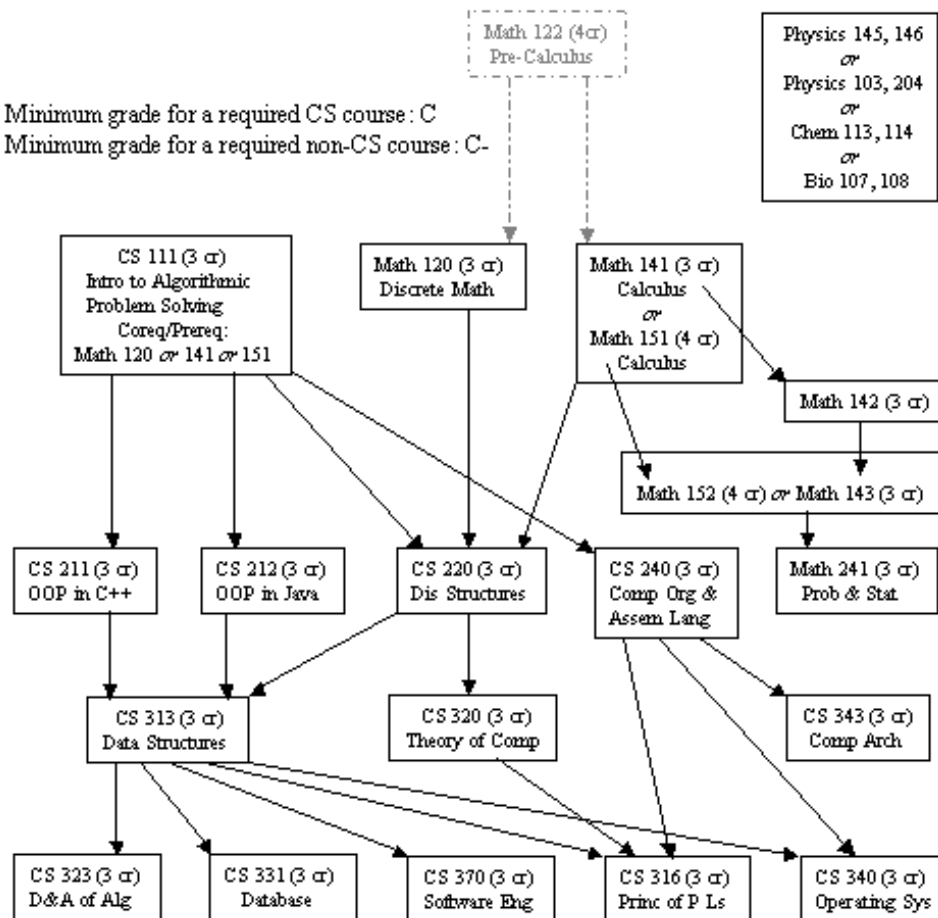 Math 122 (4cr)
Pre-Calculus
Physics 145, 146
or
Physics 103, 204
or
Chem 113, 114
or
Bio 107, 108
Minimum grade for a required CS course: C
Minimum grade for a required non-CS course: C-
CS 111 (3 cr)
Intro to Algorithmic
Problem Solving
Coreq/Prereq:
Math 120 or 141 or 151
Math 120 (3 cr)
Discrete Math
Math 141 (3 cr)
Calculus
or
Math 151 (4 cr)
Calculus
Math 142 (3 cr)
Math 152 (4 cr) or Math 143 (3 cr)
CS 211 (3 cr)
OOP in C++
CS 212 (3 cr)
OOP in Java
CS 220 (3 cr)
Dis Structures
CS 240 (3 cr)
Comp Org &
Assem Lang
Math 241 (3 cr)
Prob & Stat
CS 313 (3 cr)
Data Structures
CS 320 (3 cr)
Theory of Comp
CS 343 (3 cr)
Comp Arch
CS 323 (3 cr)
D&A of Alg
CS 331 (3 cr)
Database
CS 370 (3 cr)
Software Eng
CS 316 (3 cr)
Princ of P Ls
CS 340 (3 cr)
Operating Sys